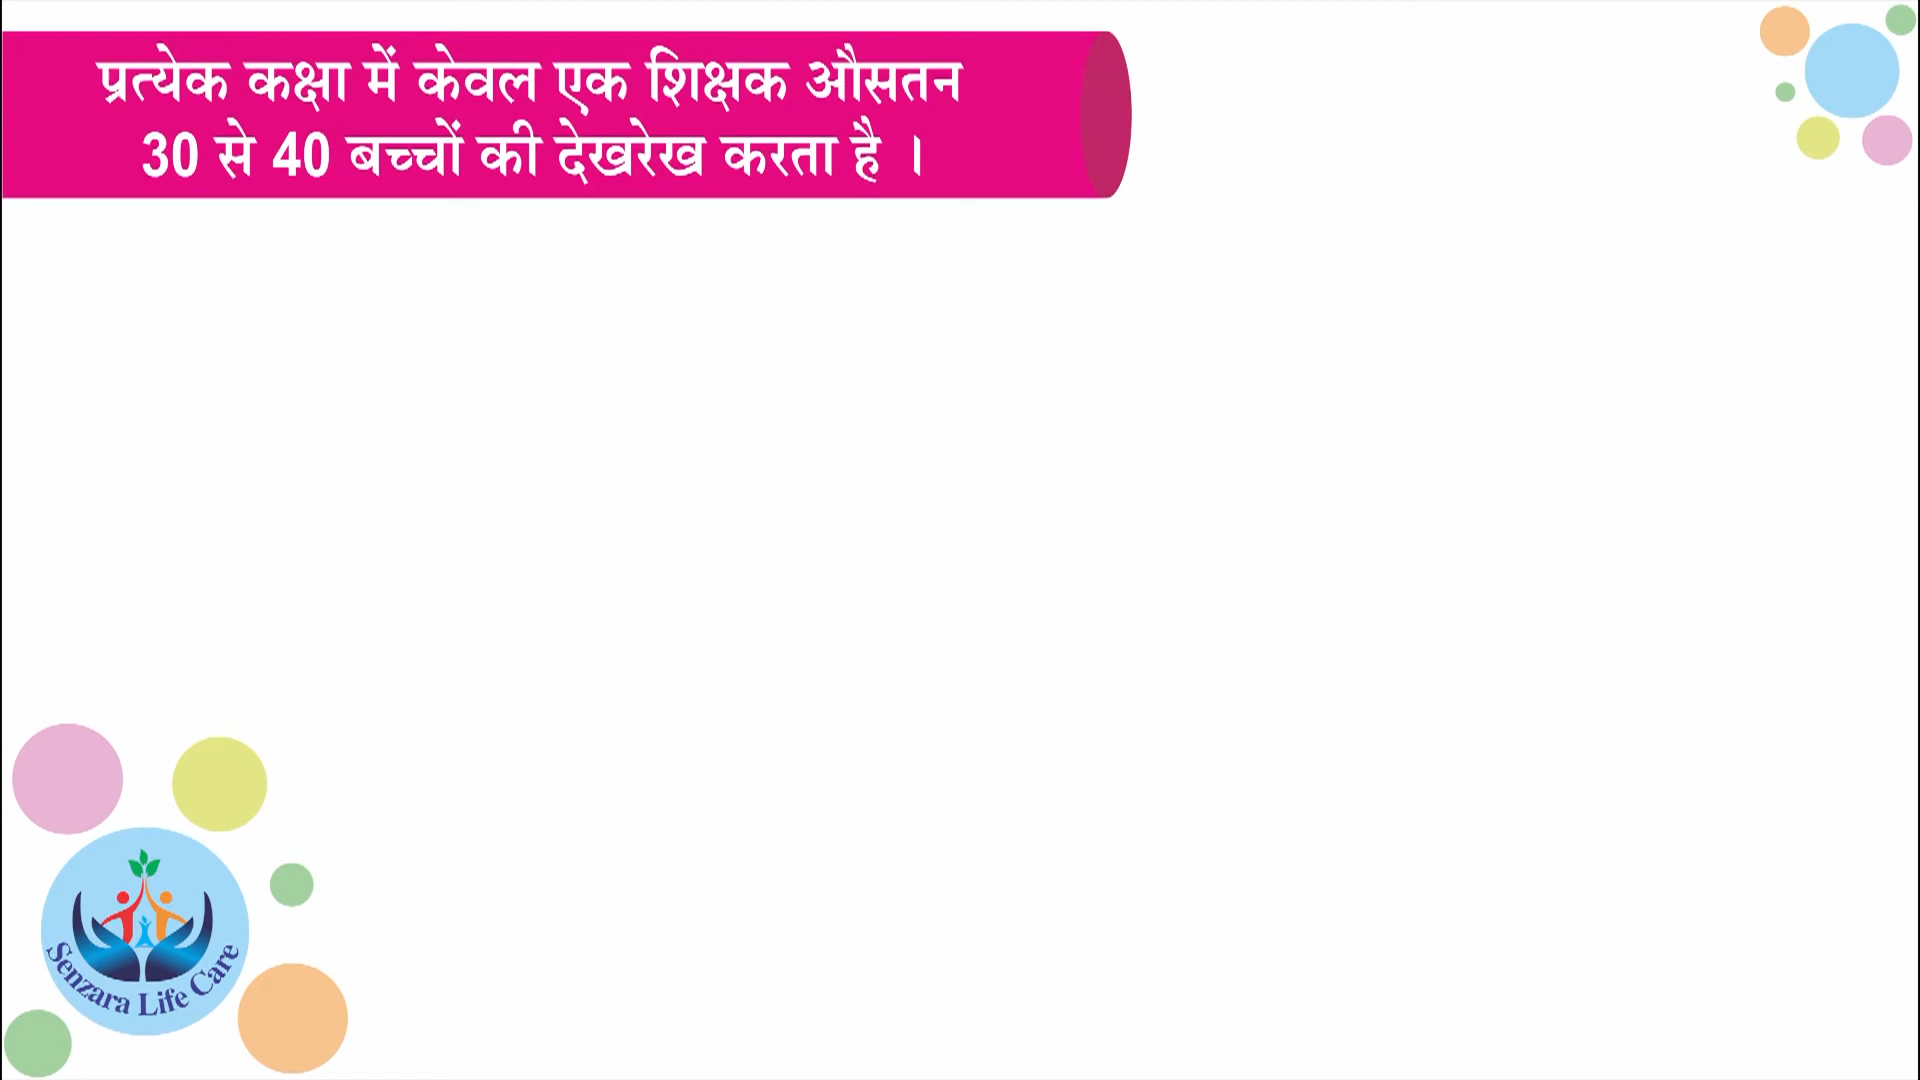 प्रत्येक कक्षा में केवल एक शिक्षक औसतन
30 से 40 बच्चों की देखरेख करता है ।
Senzara Life Care